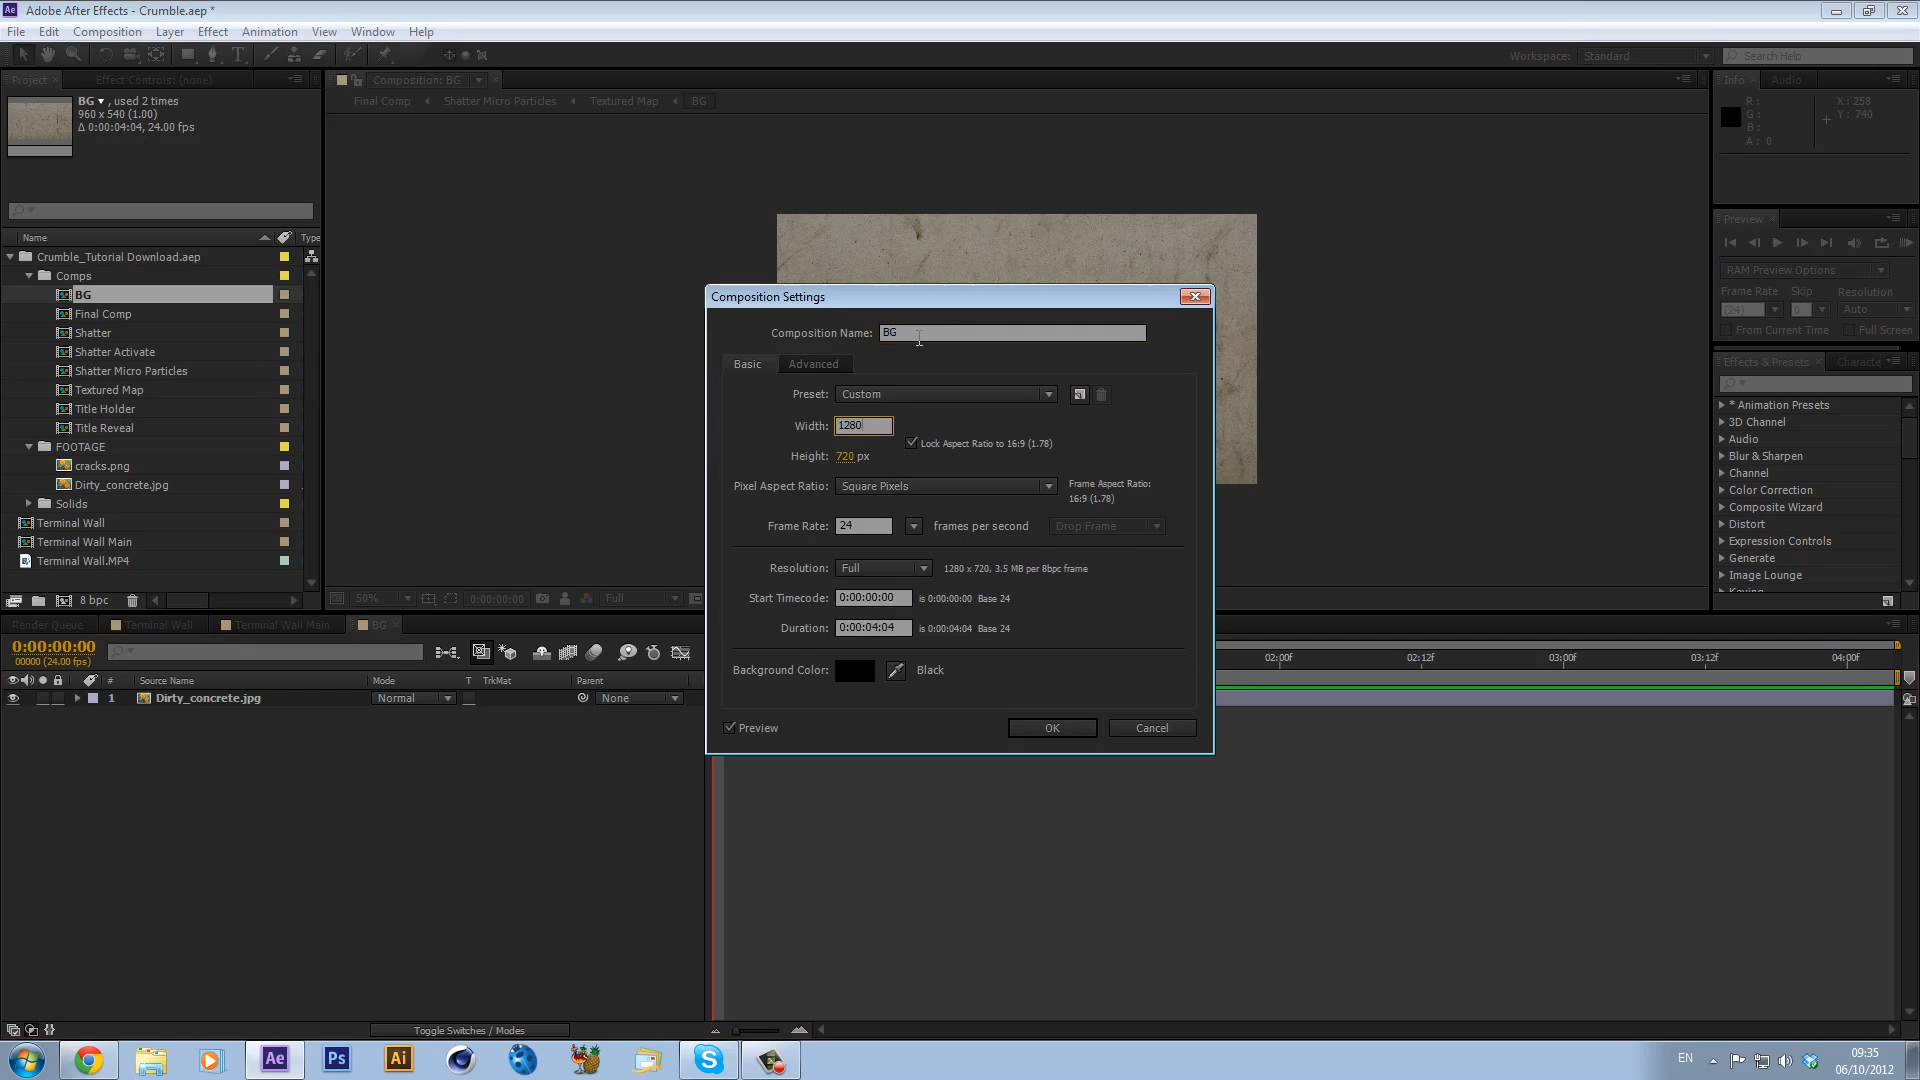 Adobe After Effects - Crumble.aep *
File Edit Composition Layer Effect Animation View Window Help
Workspace: Standard Search Help
Project Effect Controls: (none) Composition: BG Info Audio
BG , used 2 times
960 x 540 (1.00)
Δ 0:00:04:04, 24.00 fps
Final Comp Shatter Micro Particles Textured Map BG
R : X : 258
G : Y : 740
B :
A : 0
Preview
RAM Preview Options
Frame Rate Skip Resolution
(24) 0 Auto
From Current Time Full Screen
Name Type
Crumble_Tutorial Download.aep
Comps
BG
Final Comp
Shatter
Shatter Activate
Shatter Micro Particles
Textured Map
Title Holder
Title Reveal
FOOTAGE
cracks.png
Dirty_concrete.jpg
Solids
Terminal Wall
Terminal Wall Main
Terminal Wall.MP4
8 bpc
50% 0:00:00:00 Full
Composition Settings
Composition Name: BG
Basic Advanced
Preset: Custom
Width: 1280
Lock Aspect Ratio to 16:9 (1.78)
Height: 720 px
Pixel Aspect Ratio: Square Pixels
Frame Aspect Ratio:
16:9 (1.78)
Frame Rate: 24 frames per second Drop Frame
Resolution: Full 1280 x 720, 3.5 MB per 8bpc frame
Start Timecode: 0:00:00:00 is 0:00:00:00 Base 24
Duration: 0:00:04:04 is 0:00:04:04 Base 24
Background Color: Black
Preview OK Cancel
Effects & Presets Characte
* Animation Presets
3D Channel
Audio
Blur & Sharpen
Channel
Color Correction
Composite Wizard
Distort
Expression Controls
Generate
Image Lounge
Keying
Render Queue Terminal Wall Terminal Wall Main BG
0:00:00:00
00000 (24.00 fps)
02:00f 02:12f 03:00f 03:12f 04:00f
# Source Name Mode T TrkMat Parent
1 Dirty_concrete.jpg Normal None
Toggle Switches / Modes
Ae Ps Ai
EN
09:35
06/10/2012